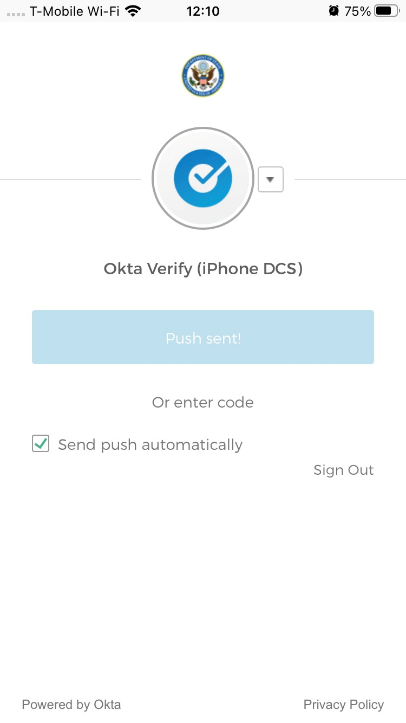 T-Mobile Wi-Fi 12:10 75%
Okta Verify (iPhone DCS)
Push sent!
Or enter code
Send push automatically
Sign Out
Powered by Okta Privacy Policy